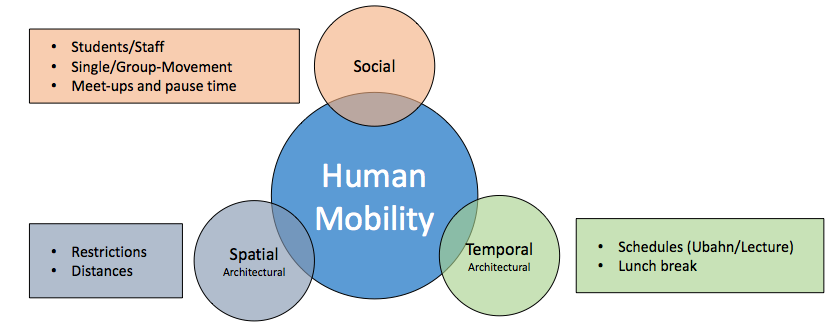 • Students/Staff
• Single/Group-Movement
• Meet-ups and pause time
Social
Human
Mobility
• Restrictions
• Distances
Spatial
Architectural
Temporal
Architectural
• Schedules (Ubahn/Lecture)
• Lunch break